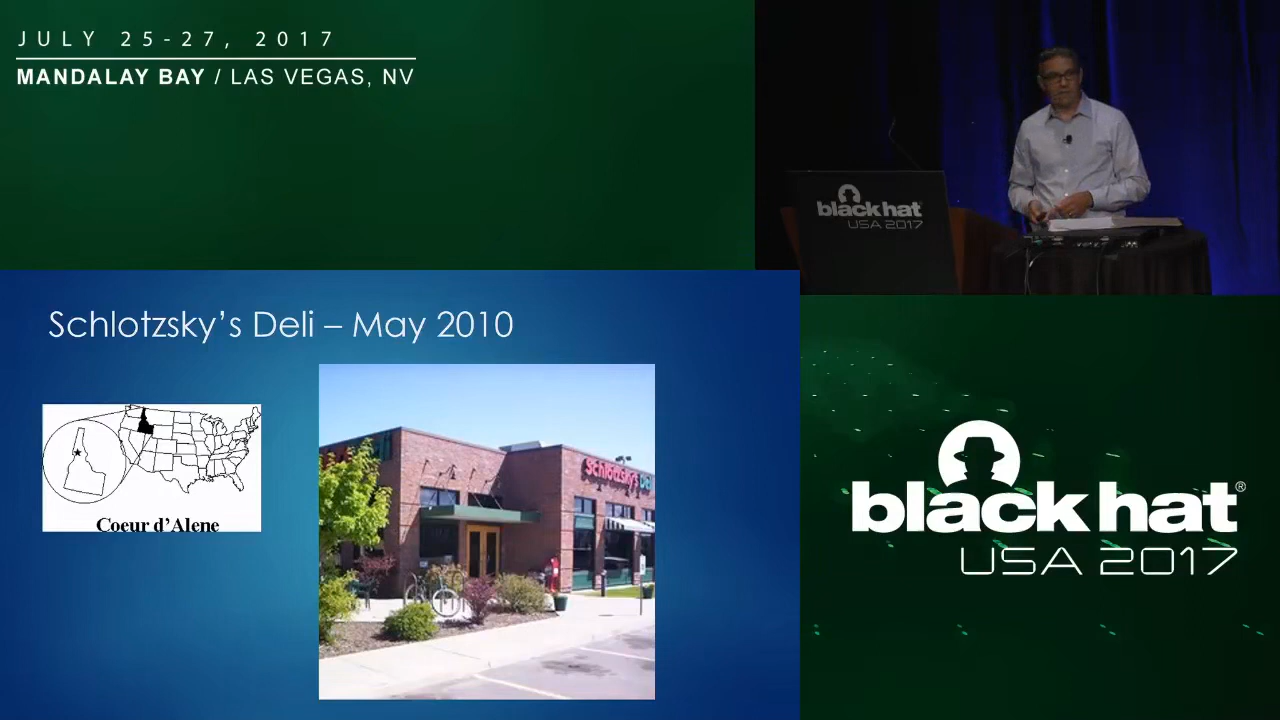 JULY 25-27, 2017
MANDALAY BAY / LAS VEGAS, NV
black hat
USA 2017
Schlotzsky's Deli – May 2010
Coeur d'Alene
Schlotzsky's Deli
black hat®
USA 2017